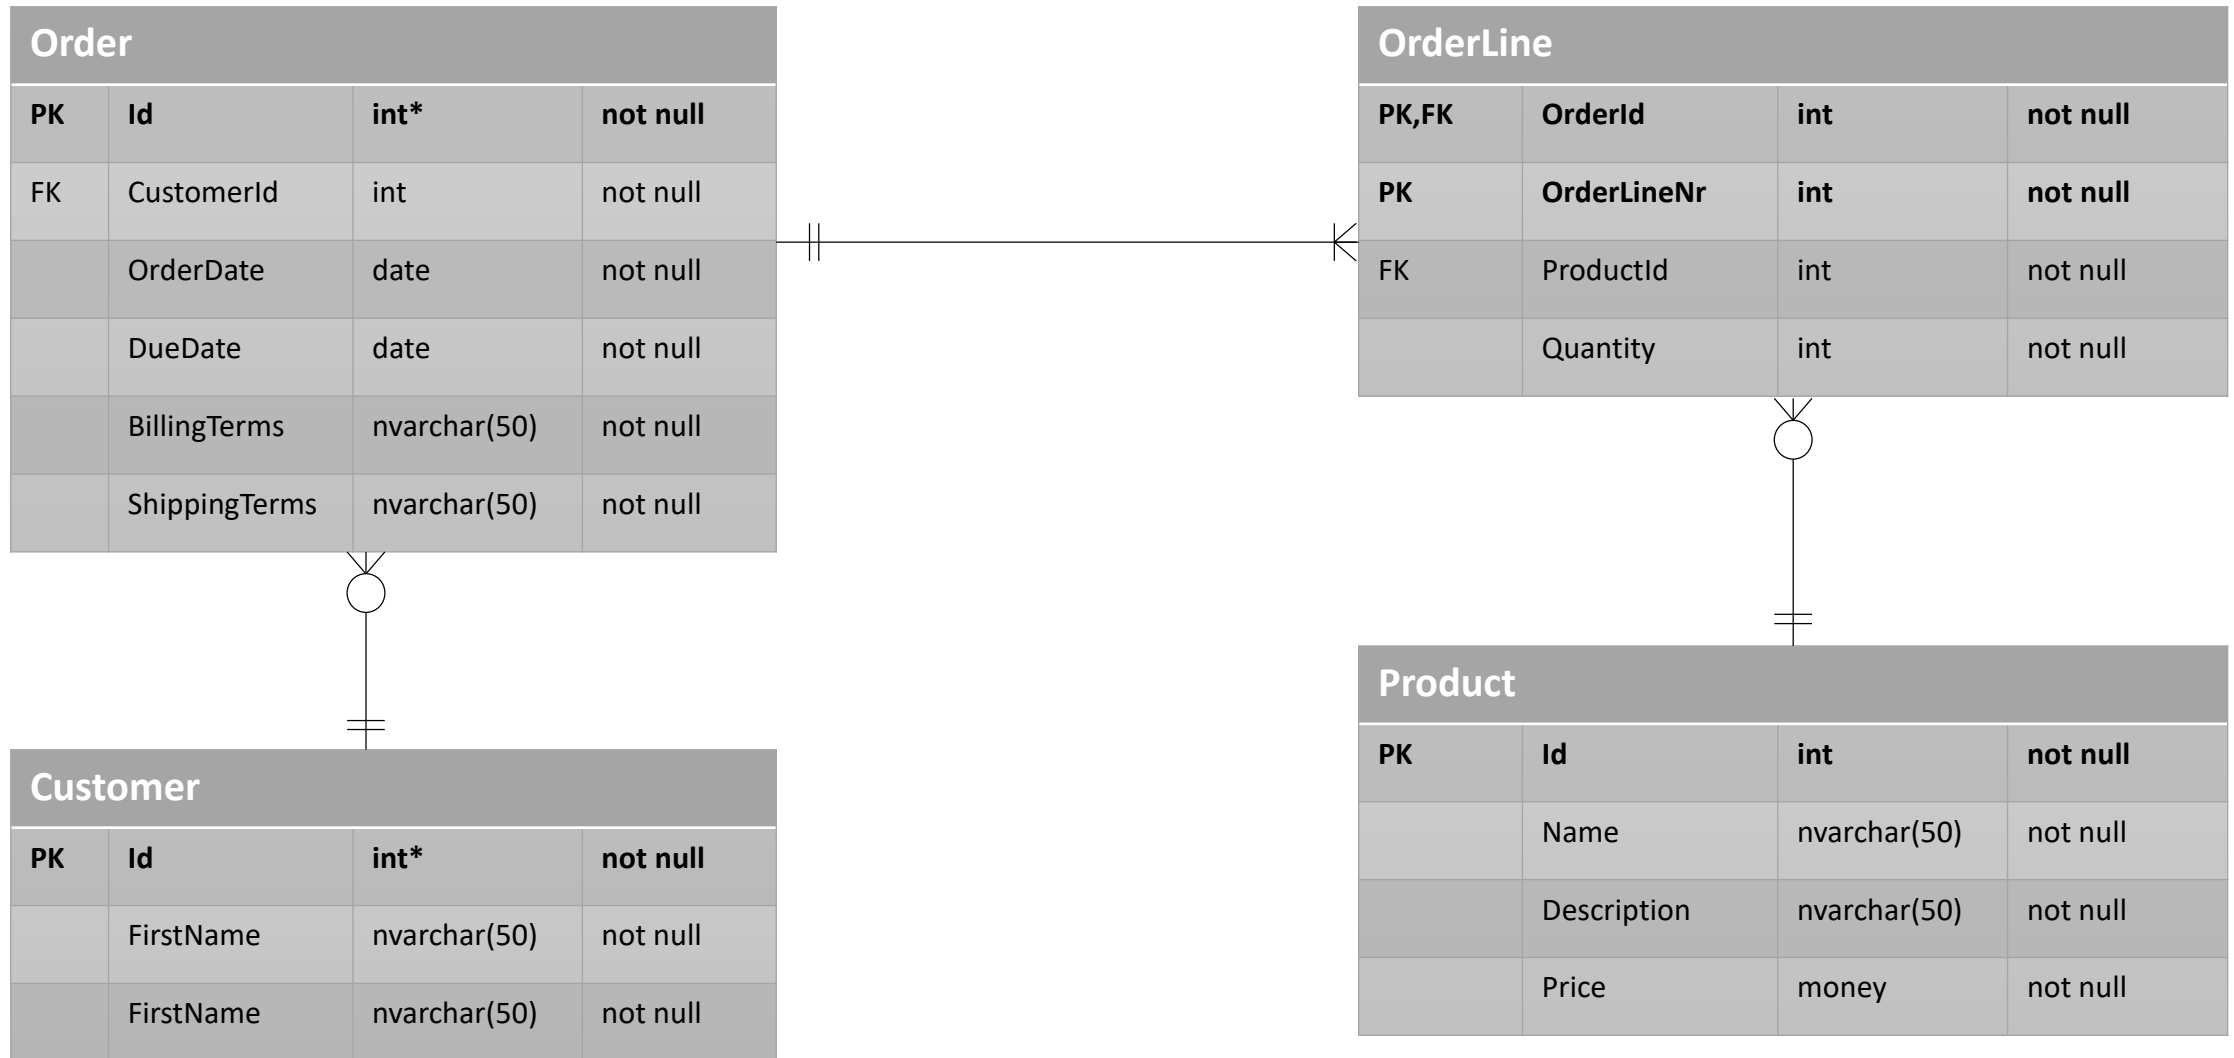 Order
PK Id int* not null
FK CustomerId int not null
OrderDate date not null
DueDate date not null
BillingTerms nvarchar(50) not null
ShippingTerms nvarchar(50) not null
OrderLine
PK,FK OrderId int not null
PK OrderLineNr int not null
FK ProductId int not null
Quantity int not null
Customer
PK Id int* not null
FirstName nvarchar(50) not null
FirstName nvarchar(50) not null
Product
PK Id int not null
Name nvarchar(50) not null
Description nvarchar(50) not null
Price money not null